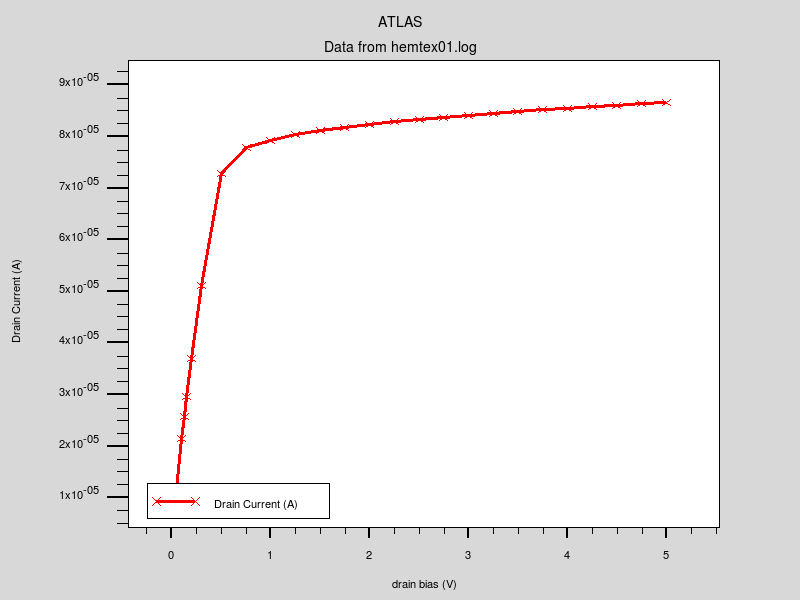 ATLAS
Data from hemtex01.log
Drain Current (A)
9x10-05
8x10-05
7x10-05
6x10-05
5x10-05
4x10-05
3x10-05
2x10-05
1x10-05
Drain Current (A)
0 1 2 3 4 5
drain bias (V)